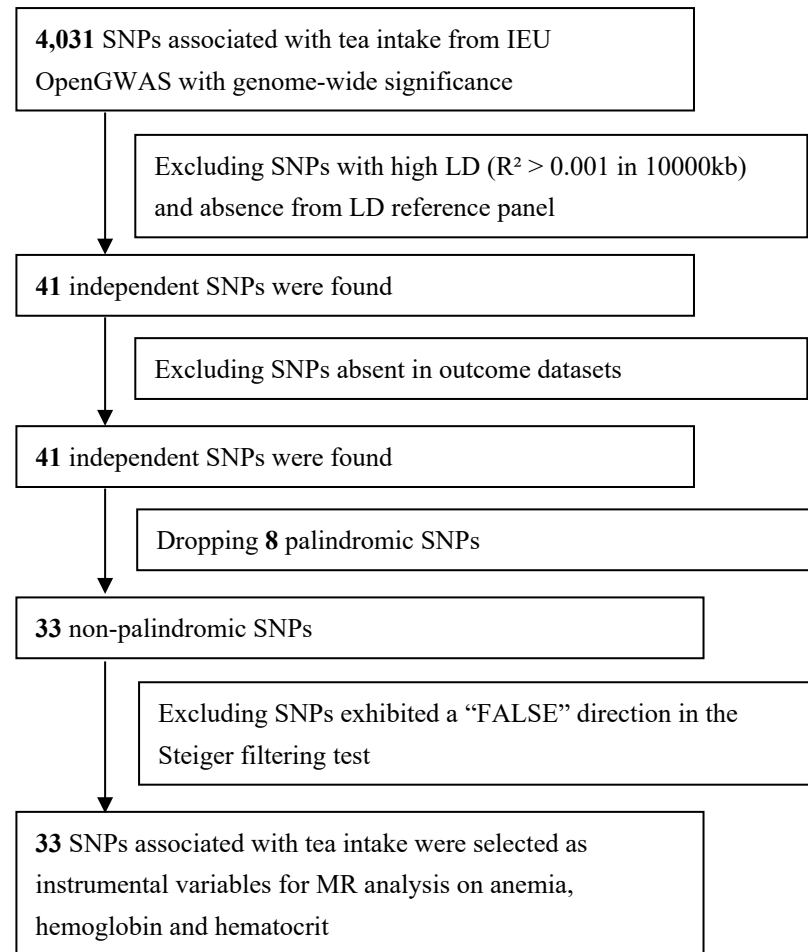 4,031 SNPs associated with tea intake from IEU
OpenGWAS with genome-wide significance
Excluding SNPs with high LD (R² > 0.001 in 10000kb)
and absence from LD reference panel
41 independent SNPs were found
Excluding SNPs absent in outcome datasets
41 independent SNPs were found
Dropping 8 palindromic SNPs
33 non-palindromic SNPs
Excluding SNPs exhibited a “FALSE” direction in the
Steiger filtering test
33 SNPs associated with tea intake were selected as
instrumental variables for MR analysis on anemia,
hemoglobin and hematocrit